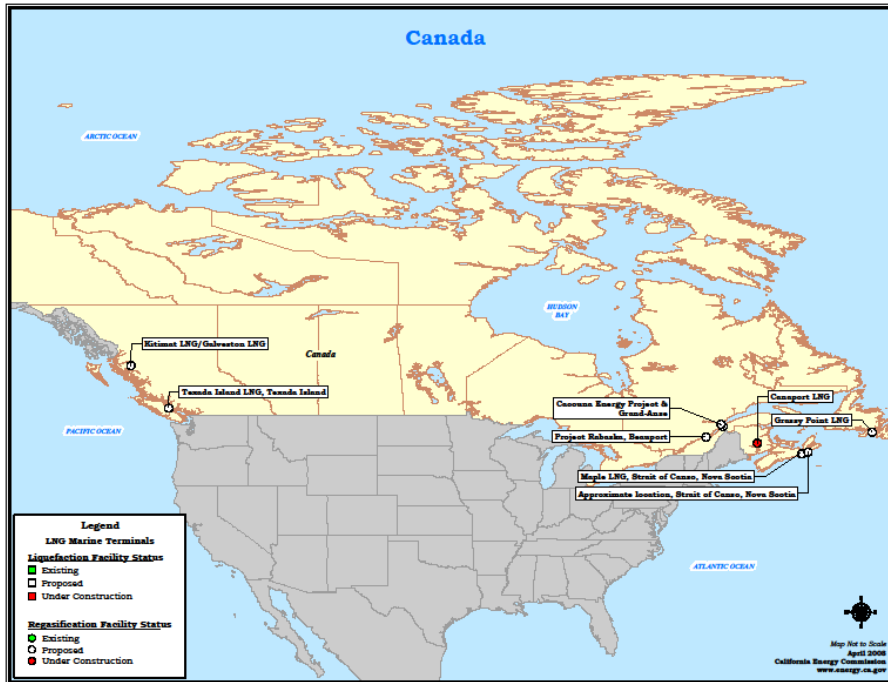 Canada
ARCTIC OCEAN
HUDSON
BAY
Kitimat LNG/Galveston LNG
Canada
Texada Island LNG, Texada Island
Canaport LNG
Cacouna Energy Project &
Grand-Anse
Grassy Point LNG
PACIFIC OCEAN
Project Rabaska, Beauport
Maple LNG, Strait of Canso, Nova Scotia
Approximate location, Strait of Canso, Nova Scotia
ATLANTIC OCEAN
Legend
LNG Marine Terminals
Liquefaction Facility Status
Existing
Proposed
Under Construction
Regasification Facility Status
Existing
Proposed
Under Construction
Map Not to Scale
April 2008
California Energy Commission
www.energy.ca.gov